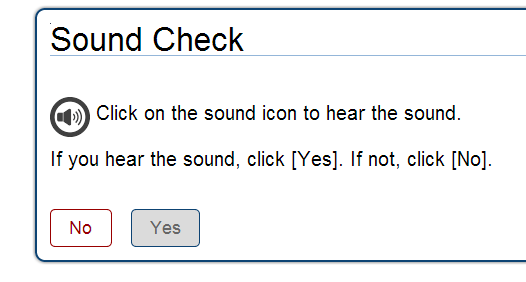 Sound Check
Click on the sound icon to hear the sound.
If you hear the sound, click [Yes]. If not, click [No].
No
Yes